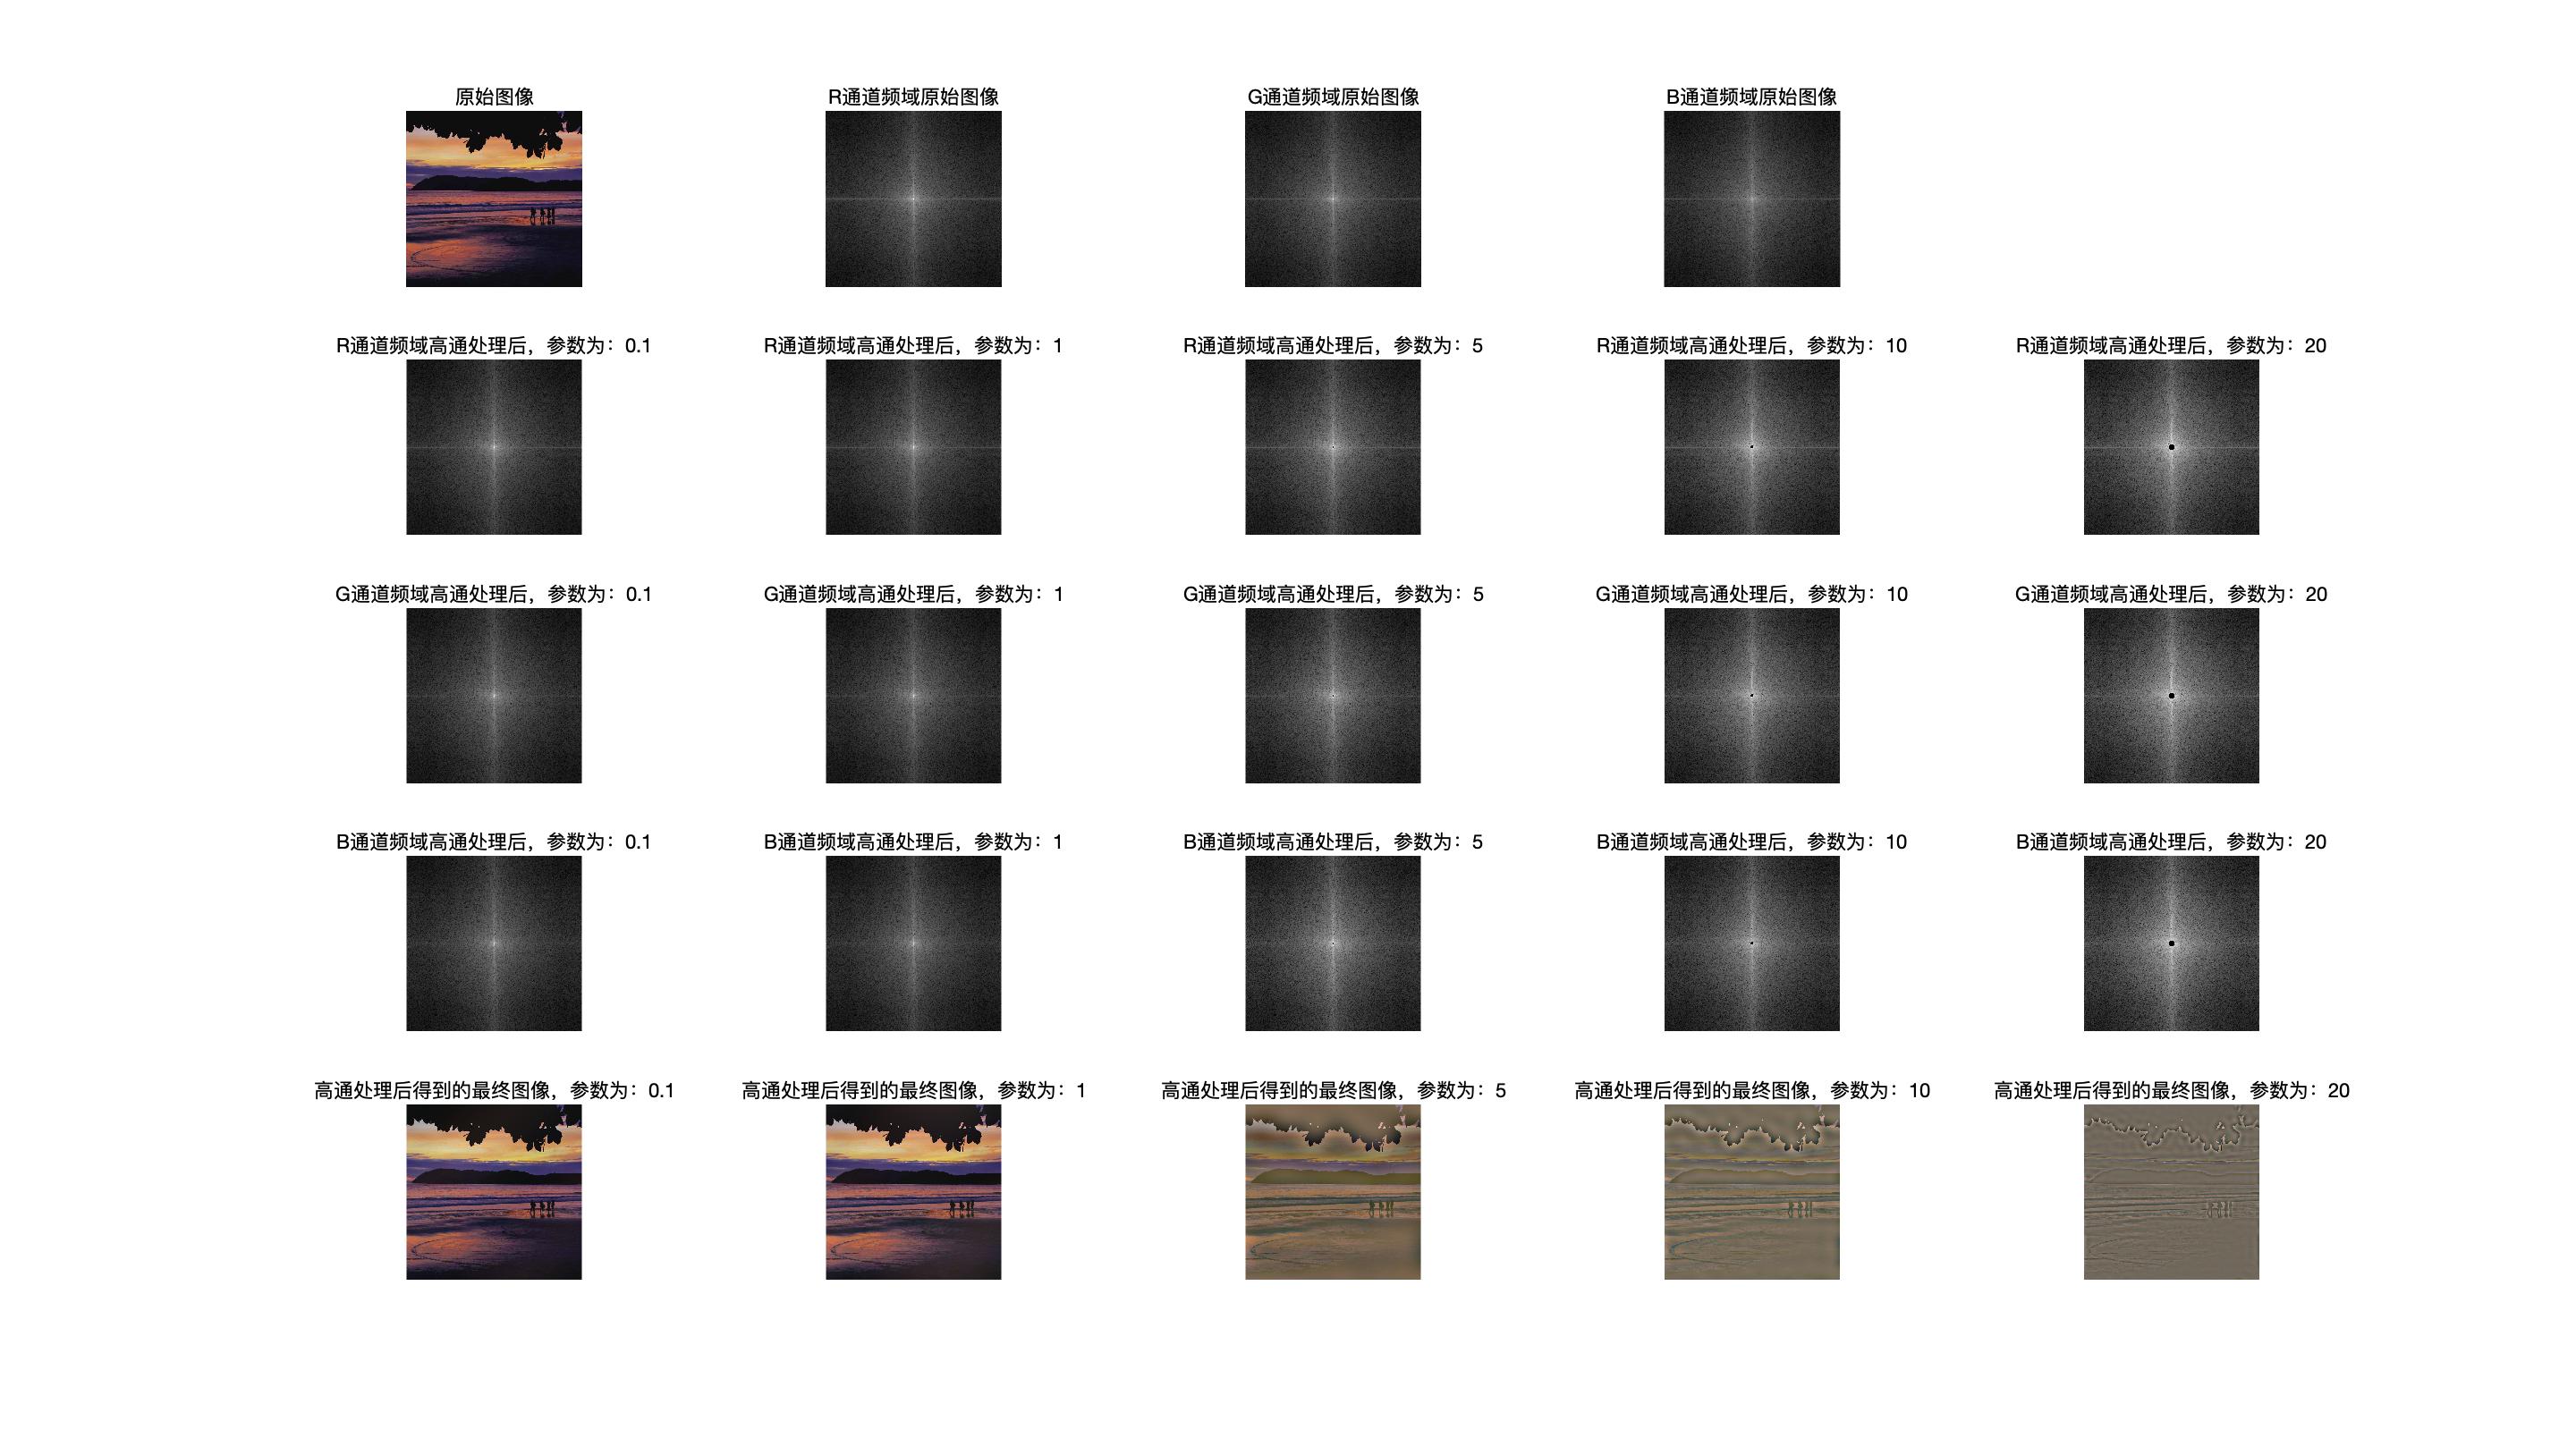 原始图像
R通道频域原始图像
G通道频域原始图像
B通道频域原始图像
R通道频域高通处理后，参数为：0.1
R通道频域高通处理后，参数为：1
R通道频域高通处理后，参数为：5
R通道频域高通处理后，参数为：10
R通道频域高通处理后，参数为：20
G通道频域高通处理后，参数为：0.1
G通道频域高通处理后，参数为：1
G通道频域高通处理后，参数为：5
G通道频域高通处理后，参数为：10
G通道频域高通处理后，参数为：20
B通道频域高通处理后，参数为：0.1
B通道频域高通处理后，参数为：1
B通道频域高通处理后，参数为：5
B通道频域高通处理后，参数为：10
B通道频域高通处理后，参数为：20
高通处理后得到的最终图像，参数为：0.1
高通处理后得到的最终图像，参数为：1
高通处理后得到的最终图像，参数为：5
高通处理后得到的最终图像，参数为：10
高通处理后得到的最终图像，参数为：20